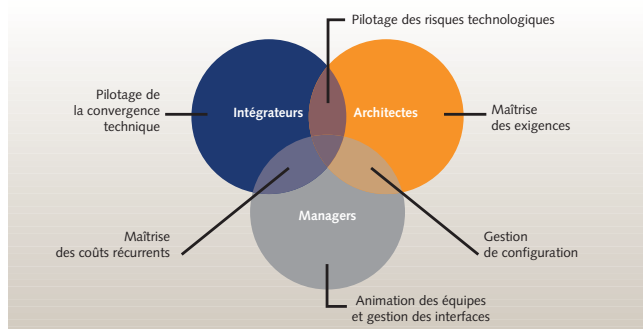 Pilotage des risques technologiques
Pilotage de
la convergence
technique
Intégrateurs
Architectes
Maîtrise
des exigences
Managers
Maîtrise
des coûts récurrents
Gestion
de configuration
Animation des équipes
et gestion des interfaces